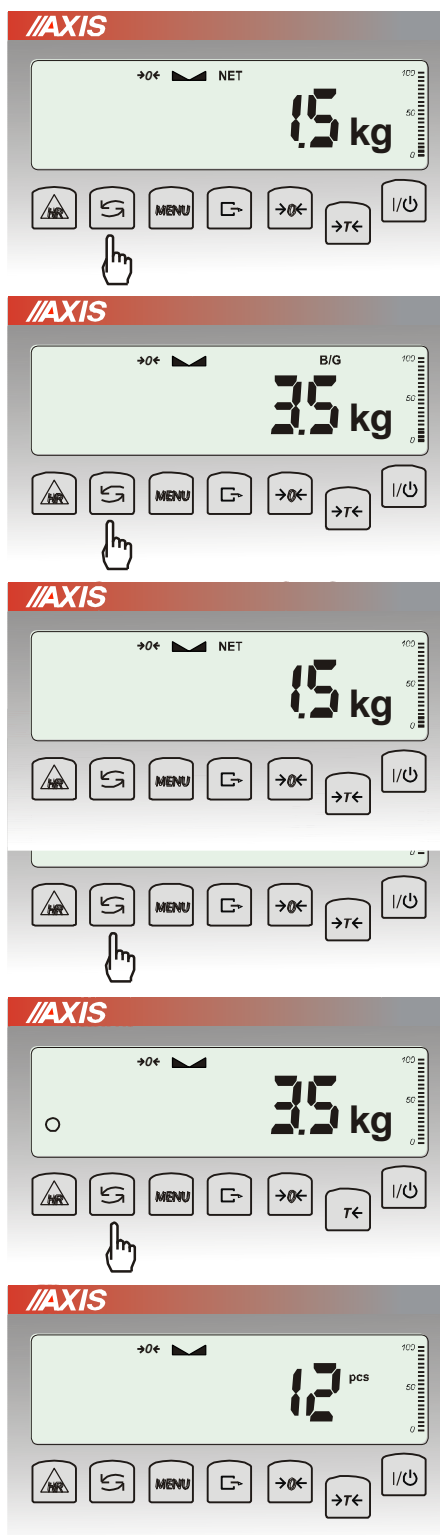 AXIS
→0← NET 100
1.5 kg 50
0
HR MENU →0← →T← I/⏻
AXIS
→0← B/G 100
3.5 kg 50
0
HR MENU →0← →T← I/⏻
AXIS
→0← NET 100
1.5 kg 50
0
HR MENU →0← →T← I/⏻
HR MENU →0← →T← I/⏻
AXIS
→0← 100
3.5 kg 50
0
HR MENU →0← T← I/⏻
AXIS
→0← 100
12 pcs 50
0
HR MENU →0← →T← I/⏻